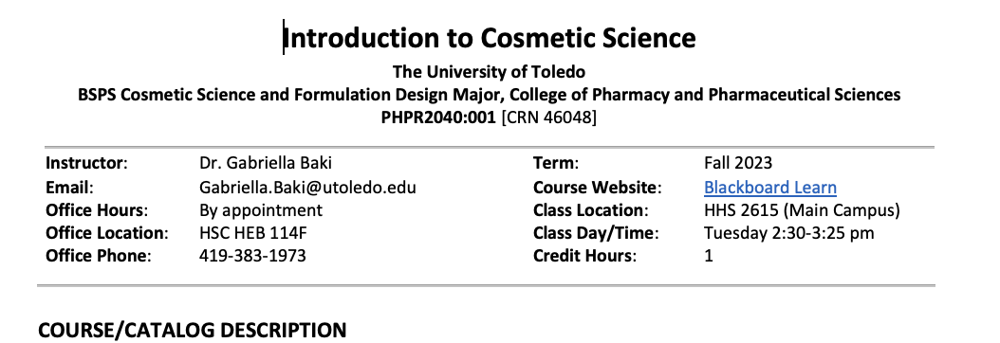 Introduction to Cosmetic Science
The University of Toledo
BSPS Cosmetic Science and Formulation Design Major, College of Pharmacy and Pharmaceutical Sciences
PHPR2040:001 [CRN 46048]
Instructor: Dr. Gabriella Baki Term: Fall 2023
Email: Gabriella.Baki@utoledo.edu Course Website: Blackboard Learn
Office Hours: By appointment Class Location: HHS 2615 (Main Campus)
Office Location: HSC HEB 114F Class Day/Time: Tuesday 2:30-3:25 pm
Office Phone: 419-383-1973 Credit Hours: 1
COURSE/CATALOG DESCRIPTION